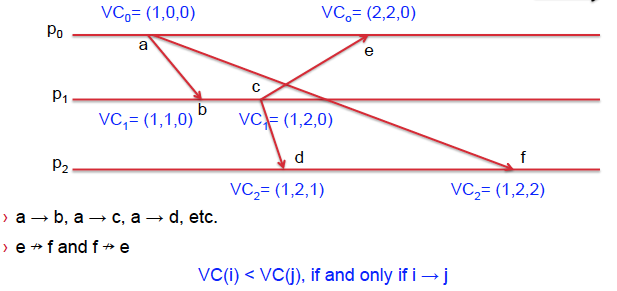 VC₀= (1,0,0)
VCₒ= (2,2,0)
p₀
a
e
c
p₁
b
VC₁= (1,1,0)
VC₁= (1,2,0)
d
f
p₂
VC₂= (1,2,1)
VC₂= (1,2,2)
› a → b, a → c, a → d, etc.
› e ↛ f and f ↛ e
VC(i) < VC(j), if and only if i → j